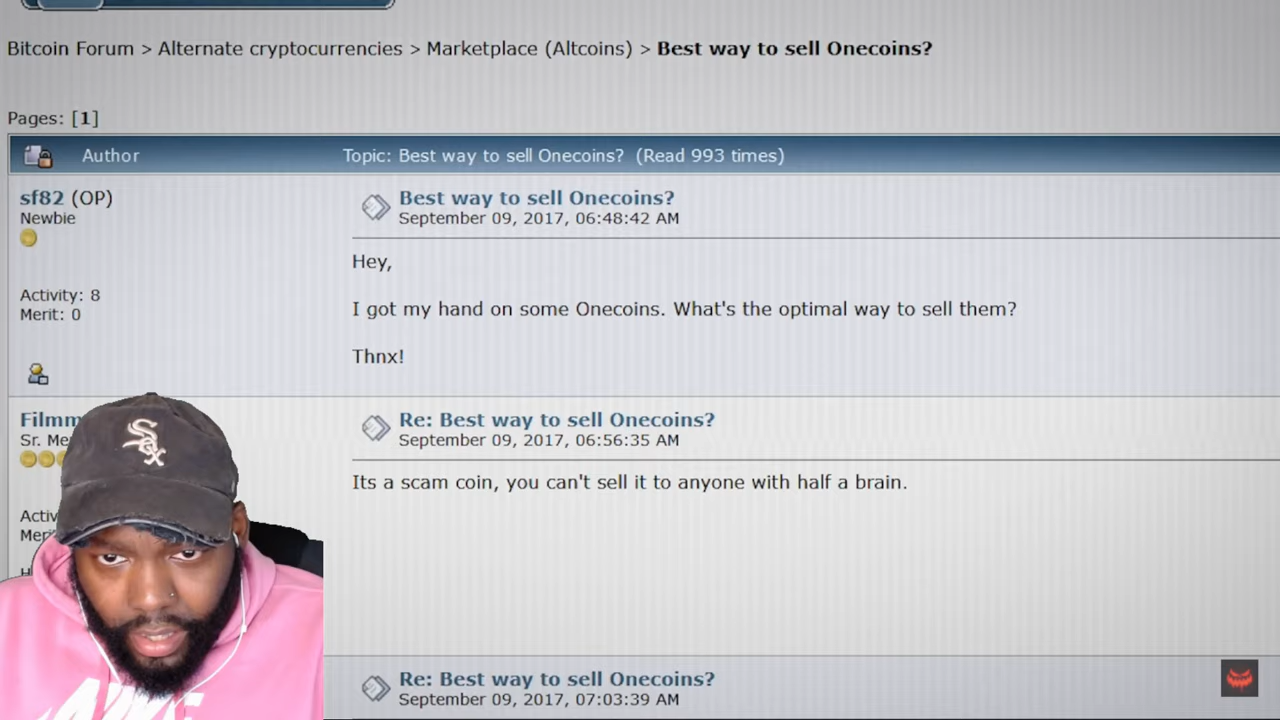 Bitcoin Forum > Alternate cryptocurrencies > Marketplace (Altcoins) > Best way to sell Onecoins?
Pages: [1]
Author Topic: Best way to sell Onecoins? (Read 993 times)
sf82 (OP)
Newbie
Activity: 8
Merit: 0
Best way to sell Onecoins?
September 09, 2017, 06:48:42 AM
Hey,
I got my hand on some Onecoins. What's the optimal way to sell them?
Thnx!
Filmm
Sr. Me
Activ
Mer
Re: Best way to sell Onecoins?
September 09, 2017, 06:56:35 AM
Its a scam coin, you can't sell it to anyone with half a brain.
Re: Best way to sell Onecoins?
September 09, 2017, 07:03:39 AM